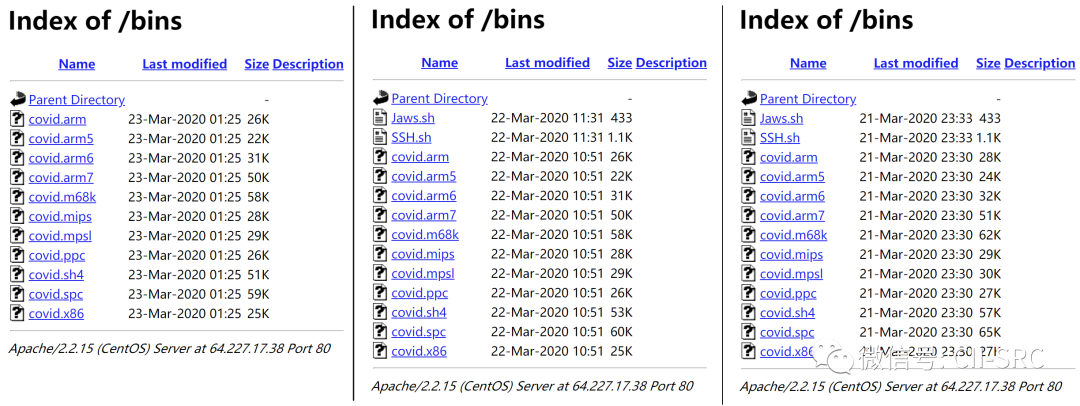 Index of /bins
Name Last modified Size Description
Parent Directory -
covid.arm 23-Mar-2020 01:25 26K
covid.arm5 23-Mar-2020 01:25 22K
covid.arm6 23-Mar-2020 01:25 31K
covid.arm7 23-Mar-2020 01:25 50K
covid.m68k 23-Mar-2020 01:25 58K
covid.mips 23-Mar-2020 01:25 28K
covid.mpsl 23-Mar-2020 01:25 29K
covid.ppc 23-Mar-2020 01:25 26K
covid.sh4 23-Mar-2020 01:25 51K
covid.spc 23-Mar-2020 01:25 59K
covid.x86 23-Mar-2020 01:25 25K
Apache/2.2.15 (CentOS) Server at 64.227.17.38 Port 80
Index of /bins
Name Last modified Size Description
Parent Directory -
Jaws.sh 22-Mar-2020 11:31 433
SSH.sh 22-Mar-2020 11:31 1.1K
covid.arm 22-Mar-2020 10:51 26K
covid.arm5 22-Mar-2020 10:51 22K
covid.arm6 22-Mar-2020 10:51 31K
covid.arm7 22-Mar-2020 10:51 50K
covid.m68k 22-Mar-2020 10:51 58K
covid.mips 22-Mar-2020 10:51 28K
covid.mpsl 22-Mar-2020 10:51 29K
covid.ppc 22-Mar-2020 10:51 26K
covid.sh4 22-Mar-2020 10:51 53K
covid.spc 22-Mar-2020 10:51 60K
covid.x86 22-Mar-2020 10:51 25K
Apache/2.2.15 (CentOS) Server at 64.227.17.38 Port 80
Index of /bins
Name Last modified Size Description
Parent Directory -
Jaws.sh 21-Mar-2020 23:33 433
SSH.sh 21-Mar-2020 23:33 1.1K
covid.arm 21-Mar-2020 23:30 28K
covid.arm5 21-Mar-2020 23:30 24K
covid.arm6 21-Mar-2020 23:30 32K
covid.arm7 21-Mar-2020 23:30 51K
covid.m68k 21-Mar-2020 23:30 62K
covid.mips 21-Mar-2020 23:30 29K
covid.mpsl 21-Mar-2020 23:30 30K
covid.ppc 21-Mar-2020 23:30 27K
covid.sh4 21-Mar-2020 23:30 57K
covid.spc 21-Mar-2020 23:30 65K
covid.x86 21-Mar-2020 23:30 27K
微信号: CIT-SRC
Apache/2.2.15 (CentOS) Server at 64.227.17.38 Port 80